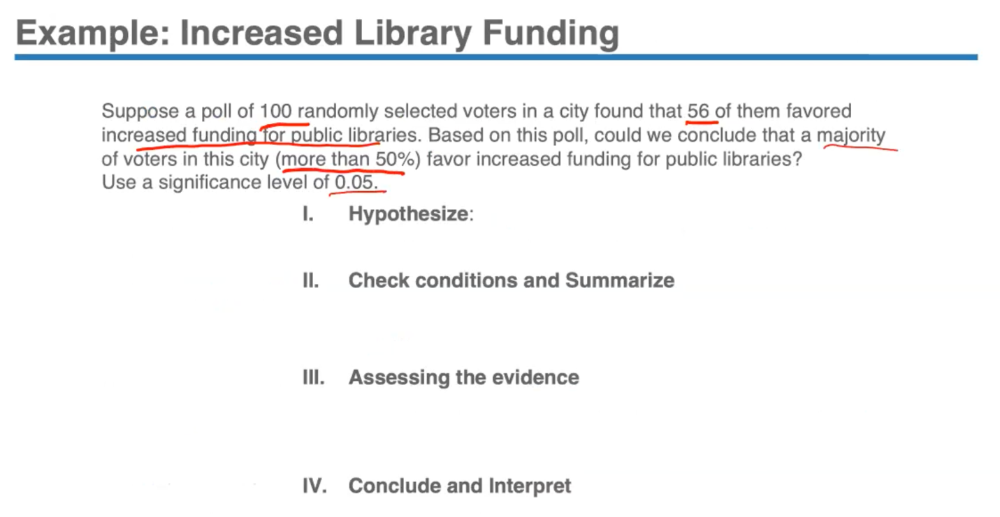 Example: Increased Library Funding
Suppose a poll of 100 randomly selected voters in a city found that 56 of them favored
increased funding for public libraries. Based on this poll, could we conclude that a majority
of voters in this city (more than 50%) favor increased funding for public libraries?
Use a significance level of 0.05.
I. Hypothesize:
II. Check conditions and Summarize
III. Assessing the evidence
IV. Conclude and Interpret